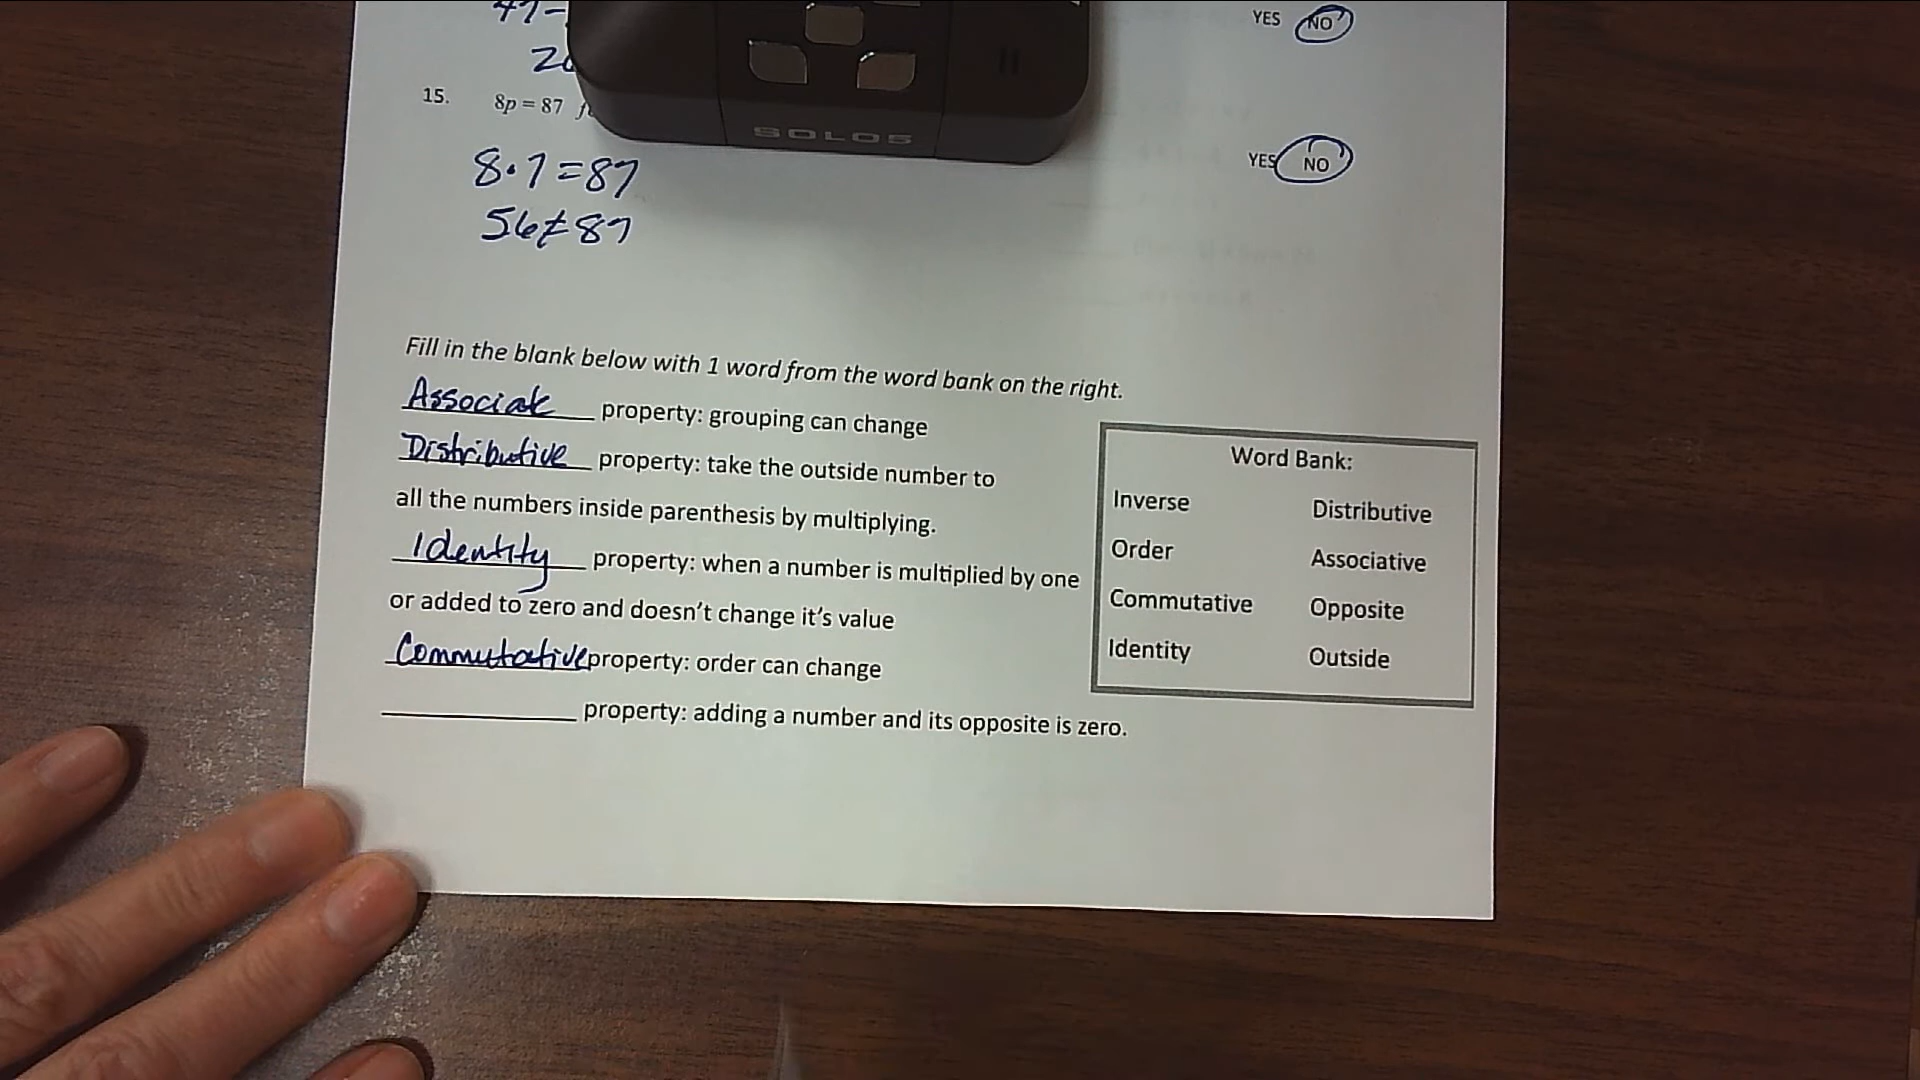 47-
YES NO
20
15. 8p = 87
SOLO5
8·7=87
YES NO
56≠87
Fill in the blank below with 1 word from the word bank on the right.
Associate property: grouping can change
Distributive property: take the outside number to
all the numbers inside parenthesis by multiplying.
Identity property: when a number is multiplied by one
or added to zero and doesn't change it's value
Commutative property: order can change
____________ property: adding a number and its opposite is zero.
Word Bank:
Inverse Distributive
Order Associative
Commutative Opposite
Identity Outside